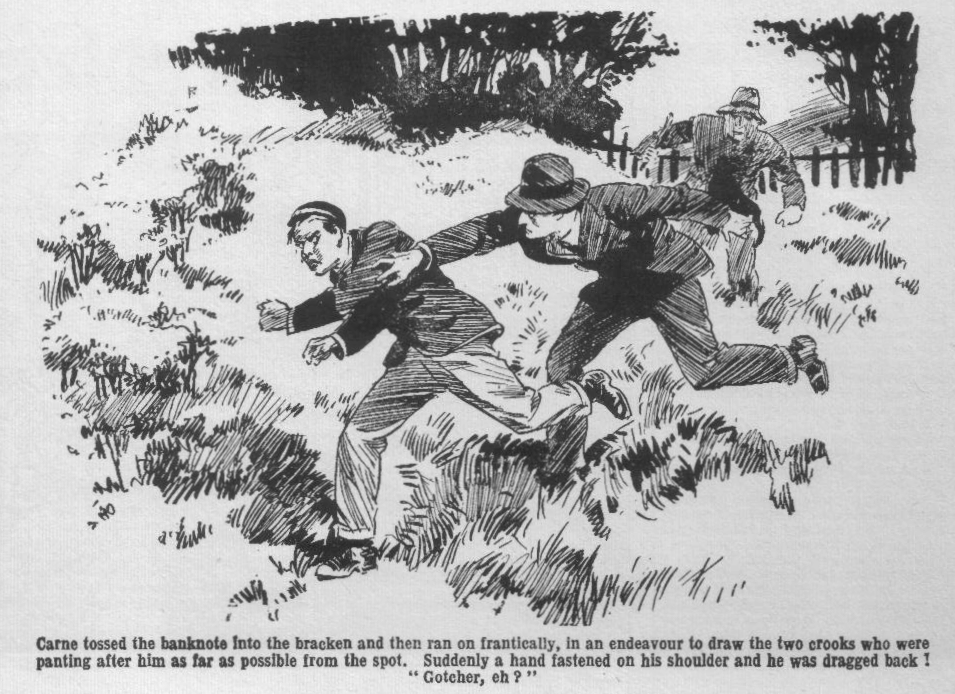 Carne tossed the banknote into the bracken and then ran on frantically, in an endeavour to draw the two crooks who were
panting after him as far as possible from the spot. Suddenly a hand fastened on his shoulder and he was dragged back !
“ Gotcher, eh ? ”